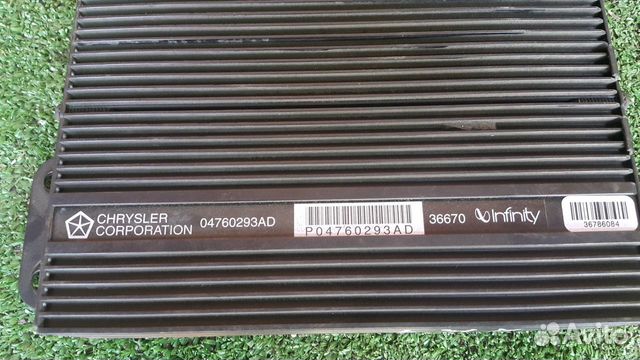 CHRYSLER
CORPORATION
04760293AD
P04760293AD
36670
Infinity
36786084
Avito